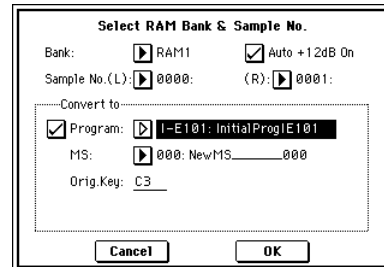 Select RAM Bank & Sample No.
Bank: RAM1 Auto +12dB On
Sample No.(L): 0000: (R): 0001:
Convert to
Program: I-E101: InitialProgIE101
MS: 000: NewMS_______000
Orig.Key: C3
Cancel OK